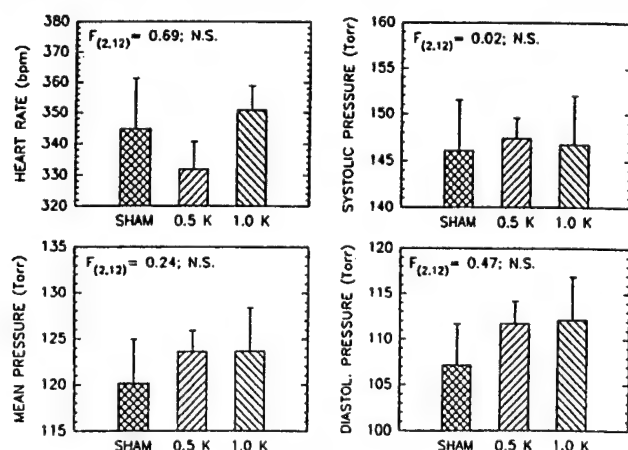 HEART RATE (bpm)
380
370
360
350
340
330
320
F(2,12)= 0.69; N.S.
SHAM 0.5 K 1.0 K
SYSTOLIC PRESSURE (Torr)
160
155
150
145
140
F(2,12)= 0.02; N.S.
SHAM 0.5 K 1.0 K
MEAN PRESSURE (Torr)
135
130
125
120
115
F(2,12)= 0.24; N.S.
SHAM 0.5 K 1.0 K
DIASTOL. PRESSURE (Torr)
120
115
110
105
100
F(2,12)= 0.47; N.S.
SHAM 0.5 K 1.0 K